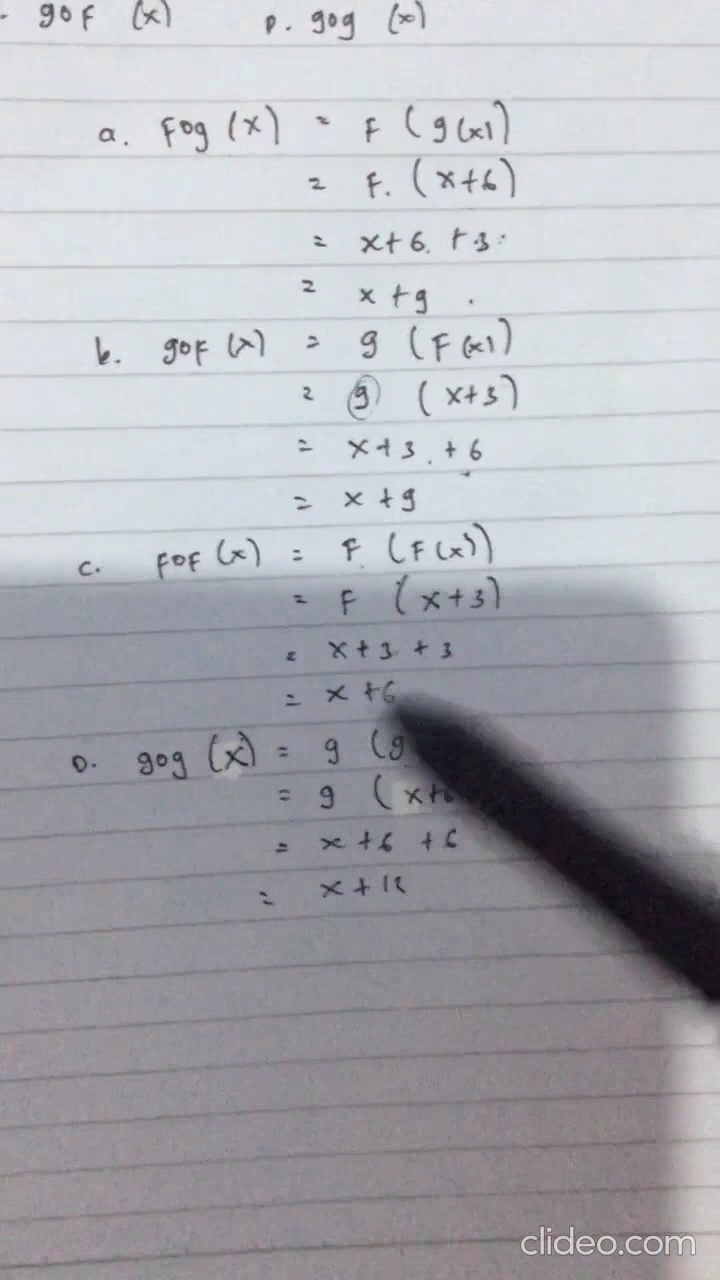 . gof (x) D. gog (x)
a. Fog (x) = F (g(x))
= F. (x+6)
= x+6. +3.
= x+9.
b. gof (x) = g (F(x))
= g (x+3)
= x+3. +6
= x+9
c. FoF (x) = F. (F(x))
= F (x+3)
= x+3 +3
= x+6
D. gog (x) = g (g
= g (x+6
= x+6 +6
= x+12
clideo.com